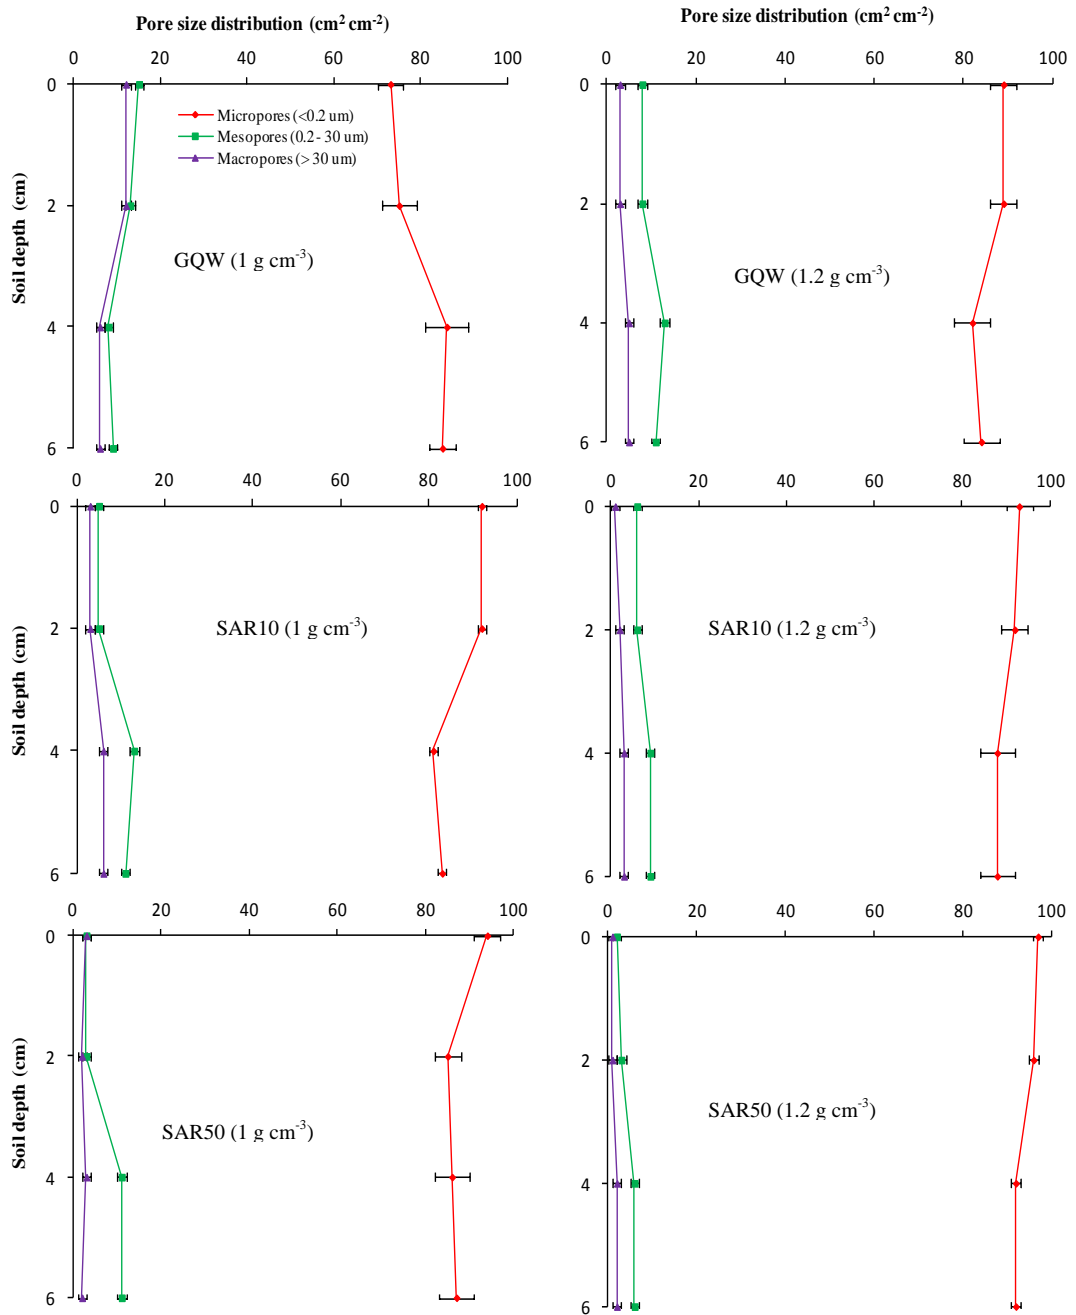 Pore size distribution (cm² cm⁻²)
0 20 40 60 80 100
0
2
4
6
Soil depth (cm)
Micropores (<0.2 um)
Mesopores (0.2 - 30 um)
Macropores (> 30 um)
GQW (1 g cm⁻³)
Pore size distribution (cm² cm⁻²)
0 20 40 60 80 100
0
2
4
6
GQW (1.2 g cm⁻³)
0 20 40 60 80 100
0
2
4
6
Soil depth (cm)
SAR10 (1 g cm⁻³)
0 20 40 60 80 100
0
2
4
6
SAR10 (1.2 g cm⁻³)
0 20 40 60 80 100
0
2
4
6
Soil depth (cm)
SAR50 (1 g cm⁻³)
0 20 40 60 80 100
0
2
4
6
SAR50 (1.2 g cm⁻³)